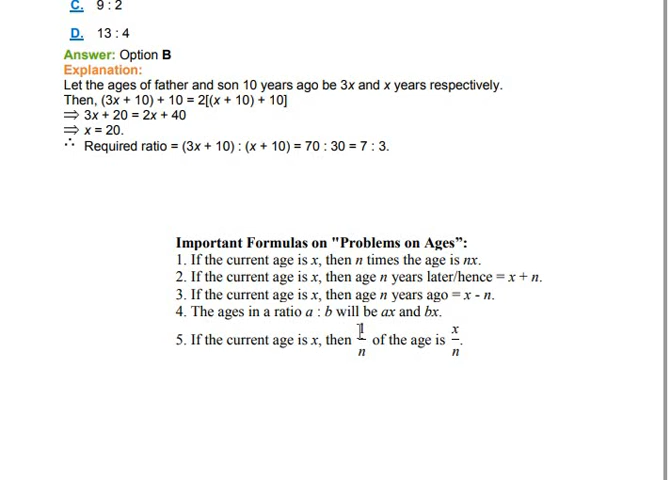 C. 9 : 2
D. 13 : 4
Answer: Option B
Explanation:
Let the ages of father and son 10 years ago be 3x and x years respectively.
Then, (3x + 10) + 10 = 2[(x + 10) + 10]
⇒ 3x + 20 = 2x + 40
⇒ x = 20.
∴ Required ratio = (3x + 10) : (x + 10) = 70 : 30 = 7 : 3.
Important Formulas on "Problems on Ages”:
1. If the current age is x, then n times the age is nx.
2. If the current age is x, then age n years later/hence = x + n.
3. If the current age is x, then age n years ago = x - n.
4. The ages in a ratio a : b will be ax and bx.
5. If the current age is x, then 1/n of the age is x/n.